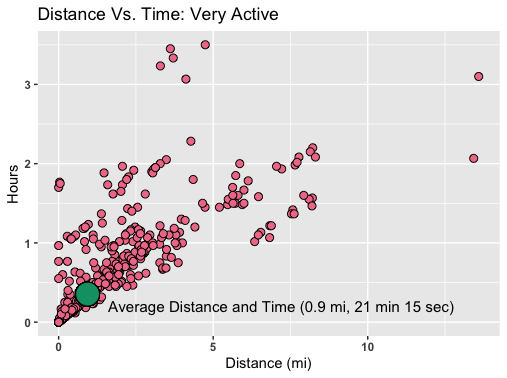 Distance Vs. Time: Very Active
3
2
1
0
Hours
Average Distance and Time (0.9 mi, 21 min 15 sec)
0
5
10
Distance (mi)